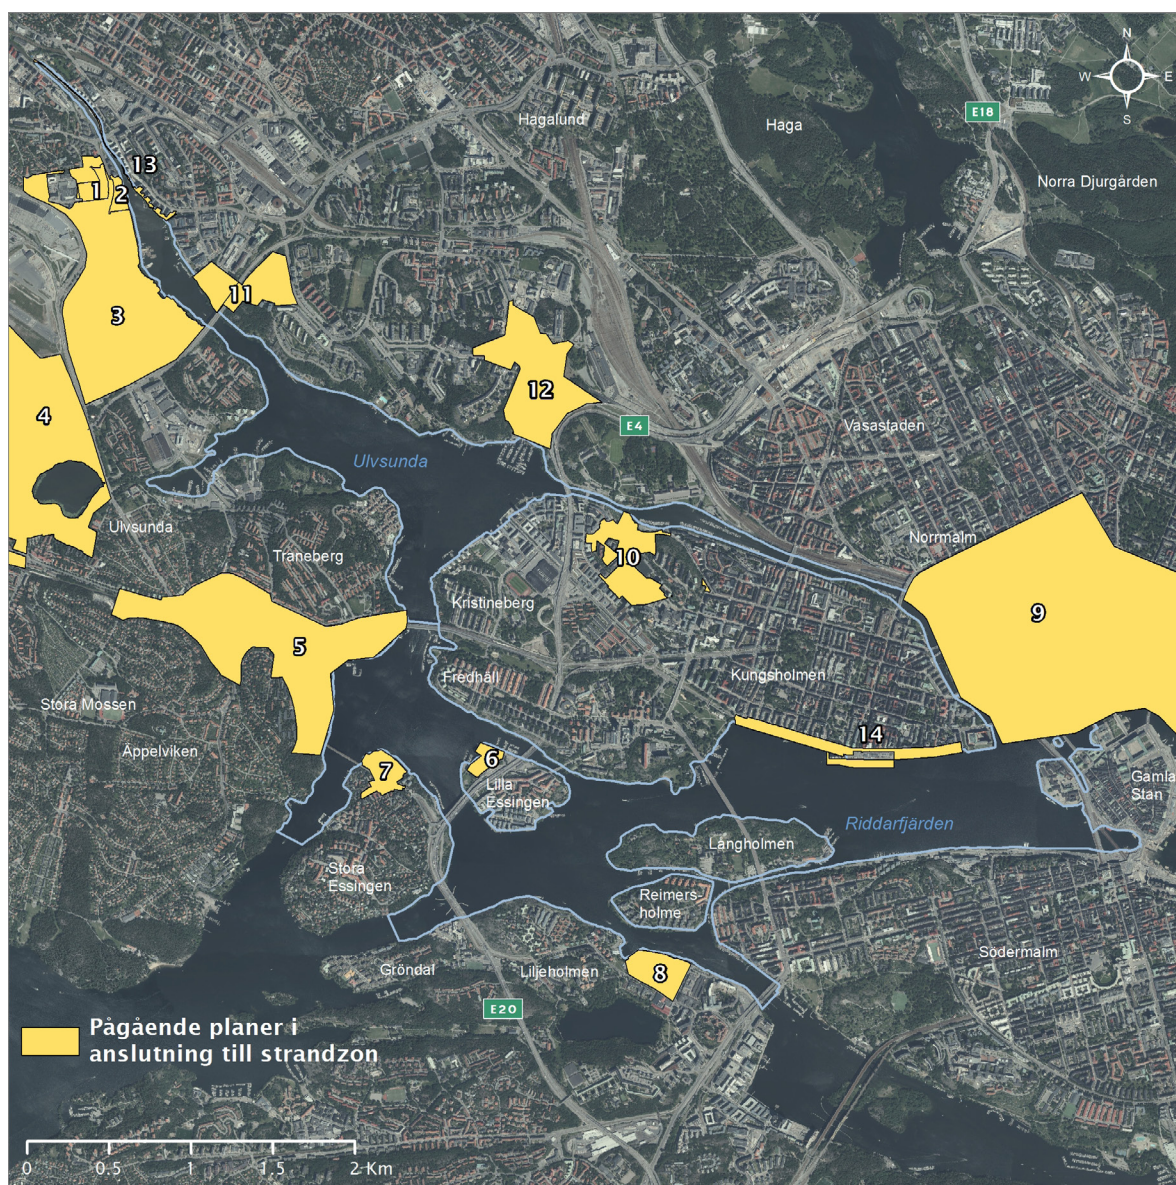 N
W
E
S
Hagalund
Haga
E18
Norra Djurgården
13
1
2
11
3
12
4
E4
Vasastaden
Ulvsunda
Ulvsunda
Norrmalm
Traneberg
10
Kristineberg
9
5
Kungsholmen
Fredhäll
Stora Mossen
Äppelviken
14
6
7
Lilla
Essingen
Gamla
Stan
Riddarfjärden
Långholmen
Stora
Essingen
Reimers-
holme
Södermalm
Gröndal
Liljeholmen
8
E20
Pågående planer i
anslutning till strandzon
0
0.5
1
1.5
2 Km